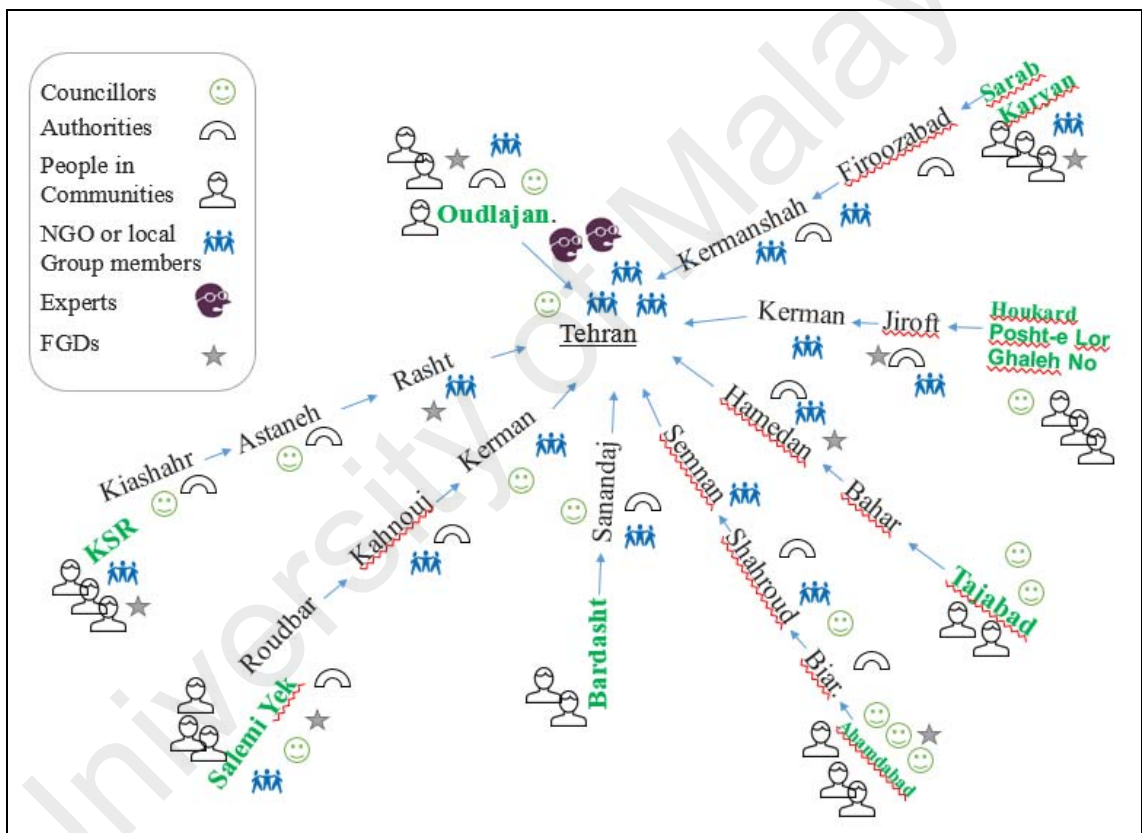 Councillors
Authorities
People in
Communities
NGO or local
Group members
Experts
FGDs
Sarab
Karyan
Firoozabad
Kermanshah
Oudlajan.
Tehran
Kerman
Jiroft
Houkard
Posht-e Lor
Ghaleh No
Rasht
Astaneh
Kiashahr
KSR
Kerman
Kahnouj
Roudbar
Salemi Yek
Sanandaj
Bardasht
Semnan
Shahroud
Biar.
Ahamdabad
Hamedan
Bahar
Tajabad
University of Malay